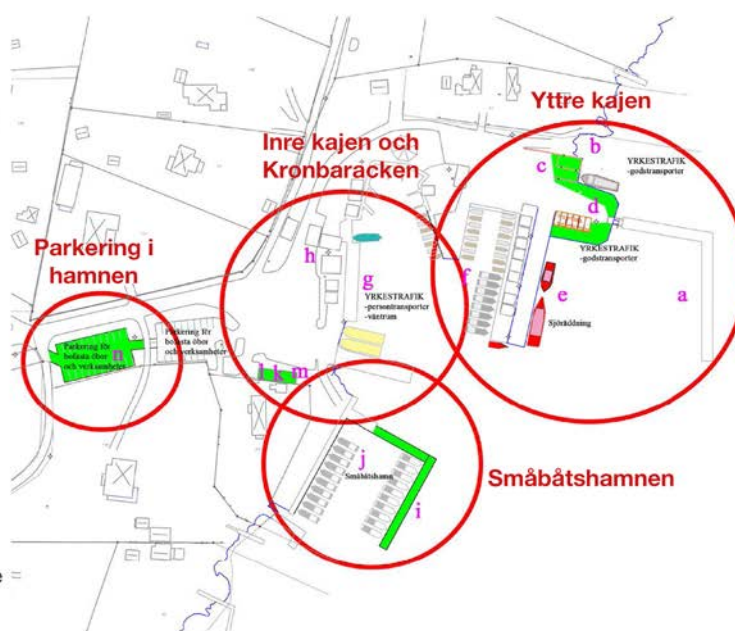 Yttre kajen
b
Inre kajen och
Kronbaracken
c
YRKESTRAFIK
-godstransporter
d
Parkering i
hamnen
h
g
f
YRKESTRAFIK
-godstransporter
e
a
YRKESTRAFIK
-persontransporter
-väntrum
Sjöräddning
Parkering för
bofasta öbor
och verksamheter
n
Parkering för
bofasta öbor
och verksamheter
l
k
m
j
Småbåtshamn
i
Småbåtshamnen
e